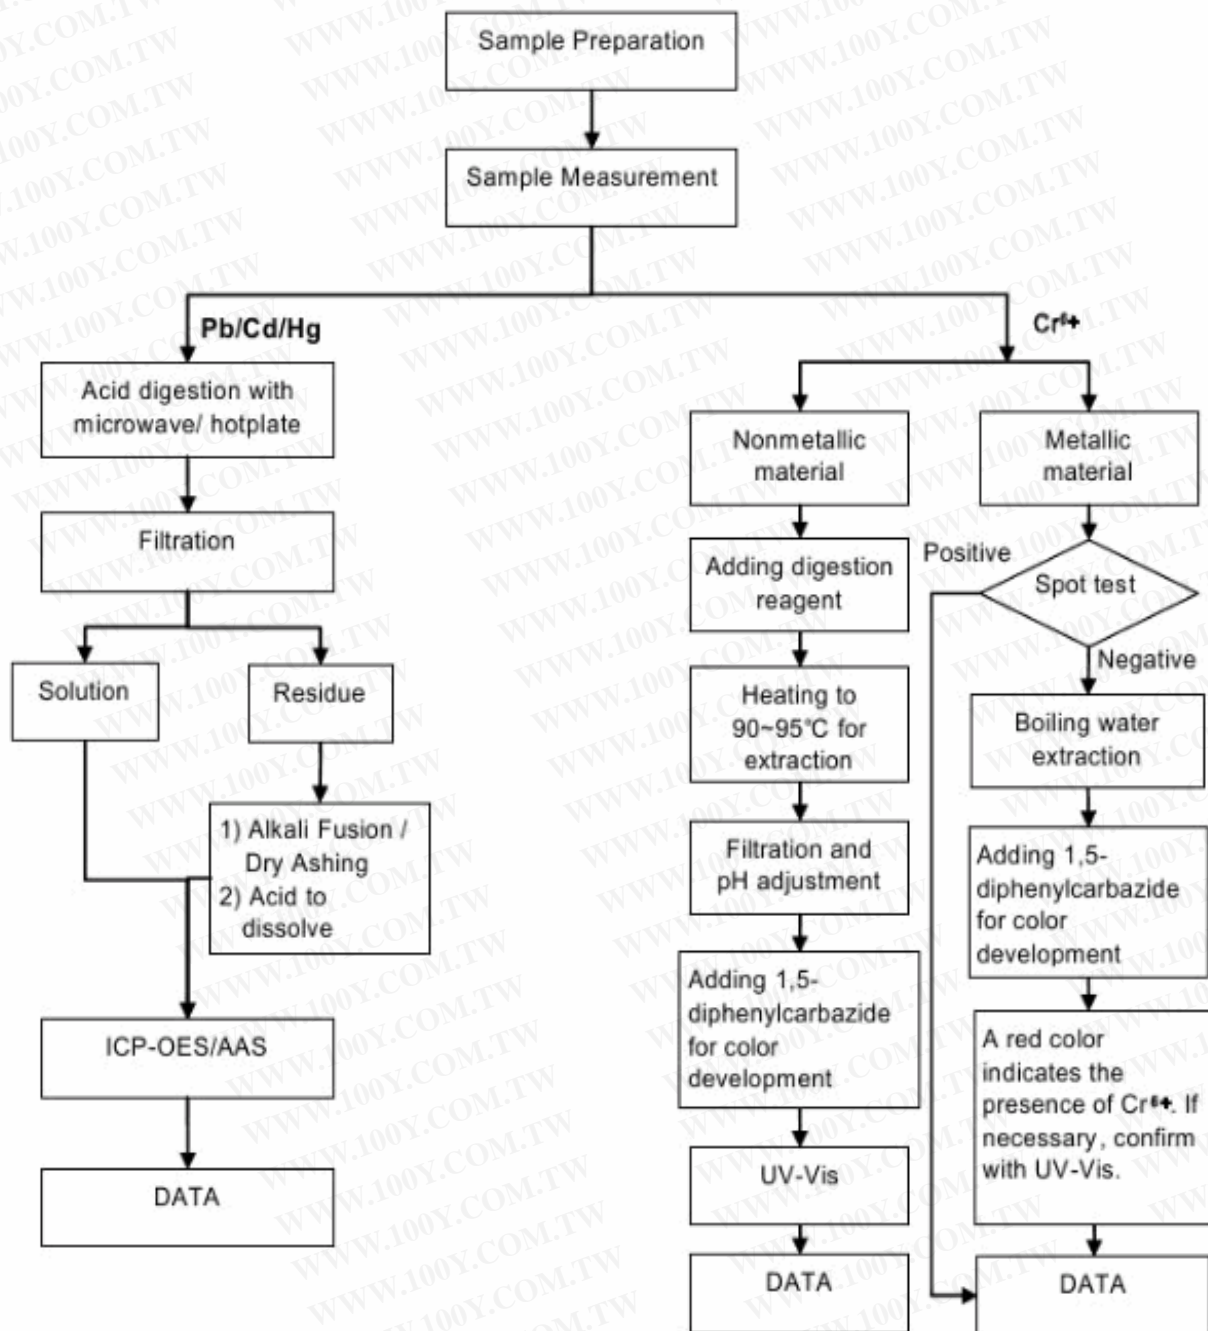 Sample Preparation
Sample Measurement
Pb/Cd/Hg
Acid digestion with
microwave/ hotplate
Filtration
Solution
Residue
1) Alkali Fusion /
Dry Ashing
2) Acid to
dissolve
ICP-OES/AAS
DATA
Cr⁶⁺
Nonmetallic
material
Adding digestion
reagent
Heating to
90~95℃ for
extraction
Filtration and
pH adjustment
Adding 1,5-
diphenylcarbazide
for color
development
UV-Vis
DATA
Metallic
material
Spot test
Positive
Negative
Boiling water
extraction
Adding 1,5-
diphenylcarbazide
for color
development
A red color
indicates the
presence of Cr⁶⁺. If
necessary, confirm
with UV-Vis.
DATA
WWW.100Y.COM.TW